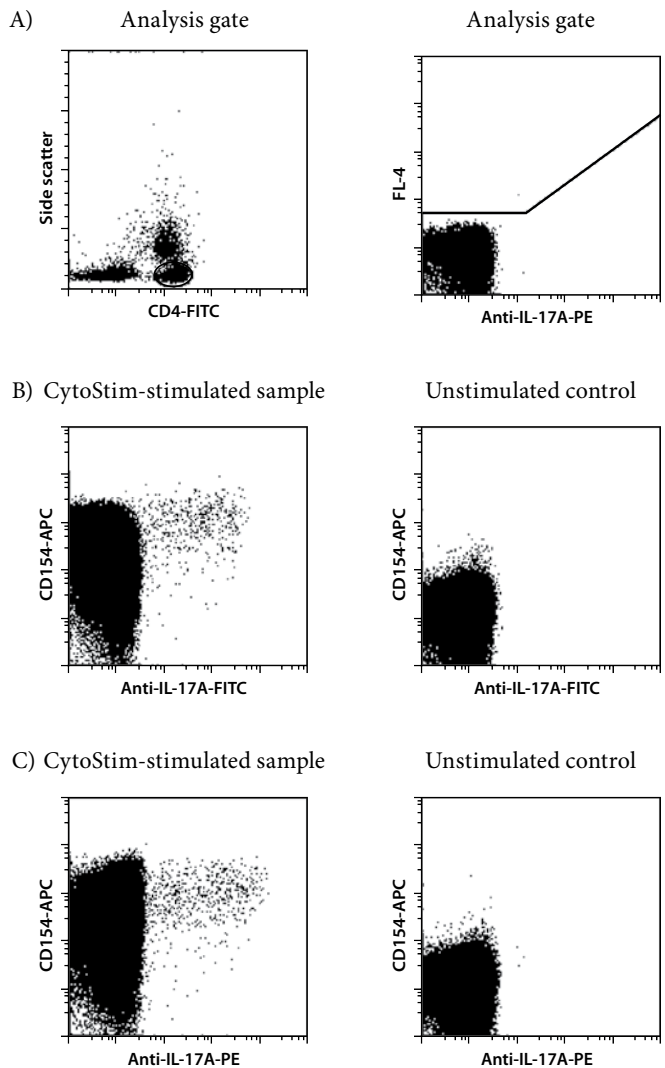 A) Analysis gate
Analysis gate
Side scatter
CD4-FITC
FL-4
Anti-IL-17A-PE
B) CytoStim-stimulated sample
Unstimulated control
CD154-APC
Anti-IL-17A-FITC
CD154-APC
Anti-IL-17A-FITC
C) CytoStim-stimulated sample
Unstimulated control
CD154-APC
Anti-IL-17A-PE
CD154-APC
Anti-IL-17A-PE